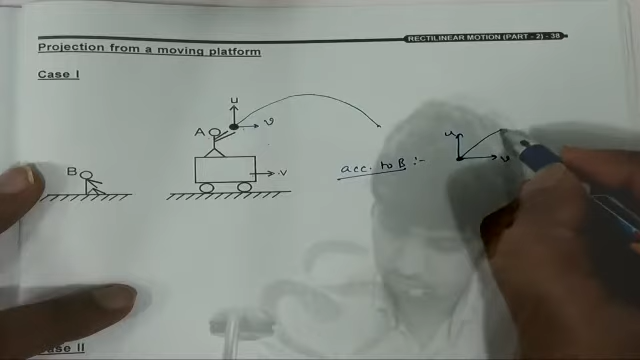 RECTILINEAR MOTION (PART - 2) - 38
Projection from a moving platform
Case I
u
A v
B
v
acc. to B :-
u
v
Case II